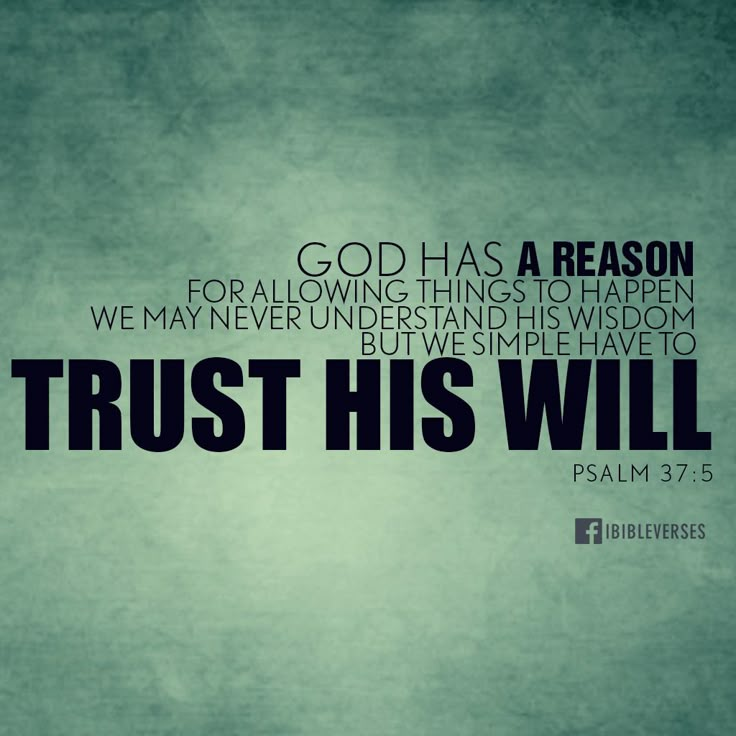 GOD HAS A REASON
FOR ALLOWING THINGS TO HAPPEN
WE MAY NEVER UNDERSTAND HIS WISDOM
BUT WE SIMPLE HAVE TO
TRUST HIS WILL
PSALM 37:5
f IBIBLEVERSES